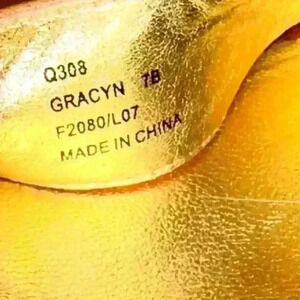 Q308
GRACYN 7B
F2080/L07
MADE IN CHINA